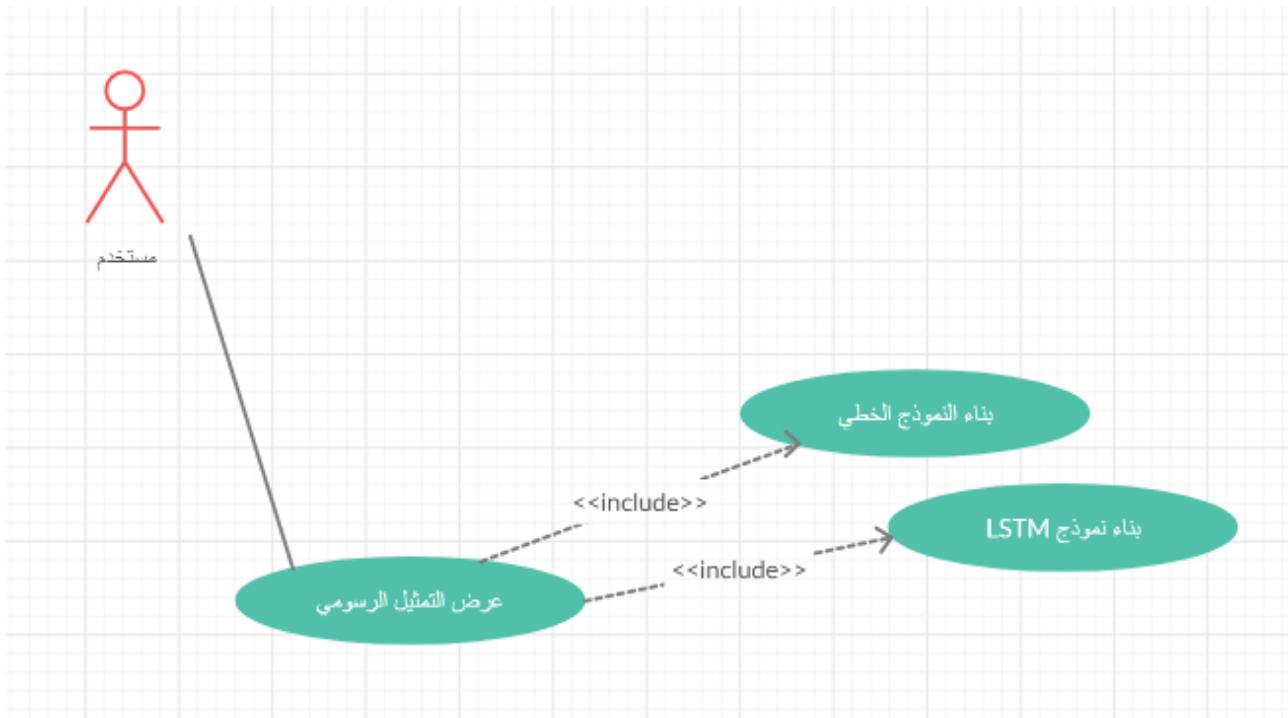 مستخدم
بناء النموذج الخطي
<<include>>
بناء نموذج LSTM
<<include>>
عرض التمثيل الرسومي